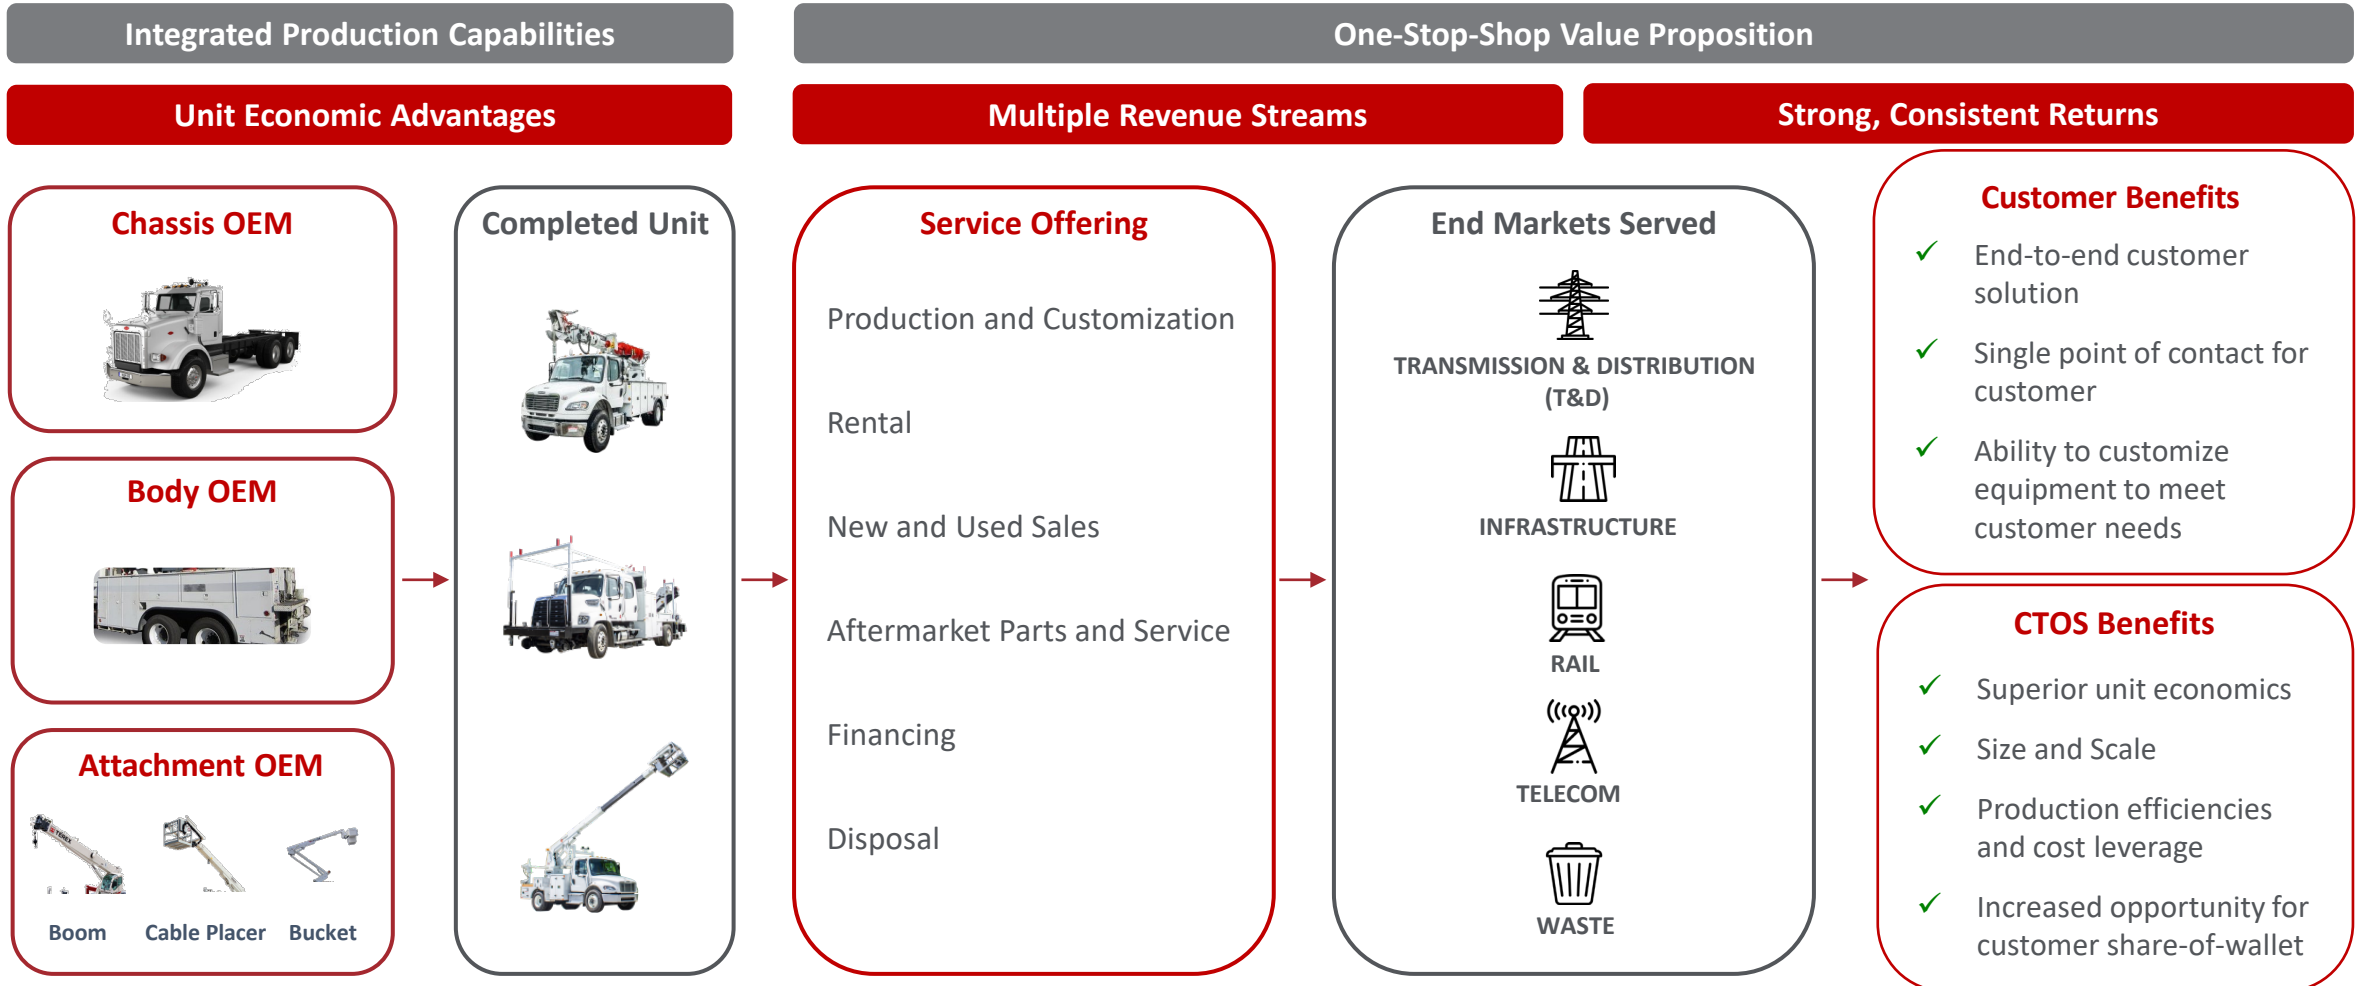 Integrated Production Capabilities
One-Stop-Shop Value Proposition
Unit Economic Advantages
Multiple Revenue Streams
Strong, Consistent Returns
Chassis OEM
Body OEM
Attachment OEM
TEREX
Boom
Cable Placer
Bucket
Completed Unit
Service Offering
Production and Customization
Rental
New and Used Sales
Aftermarket Parts and Service
Financing
Disposal
End Markets Served
TRANSMISSION & DISTRIBUTION
(T&D)
INFRASTRUCTURE
RAIL
TELECOM
WASTE
Customer Benefits
✓ End-to-end customer
solution
✓ Single point of contact for
customer
✓ Ability to customize
equipment to meet
customer needs
CTOS Benefits
✓ Superior unit economics
✓ Size and Scale
✓ Production efficiencies
and cost leverage
✓ Increased opportunity for
customer share-of-wallet